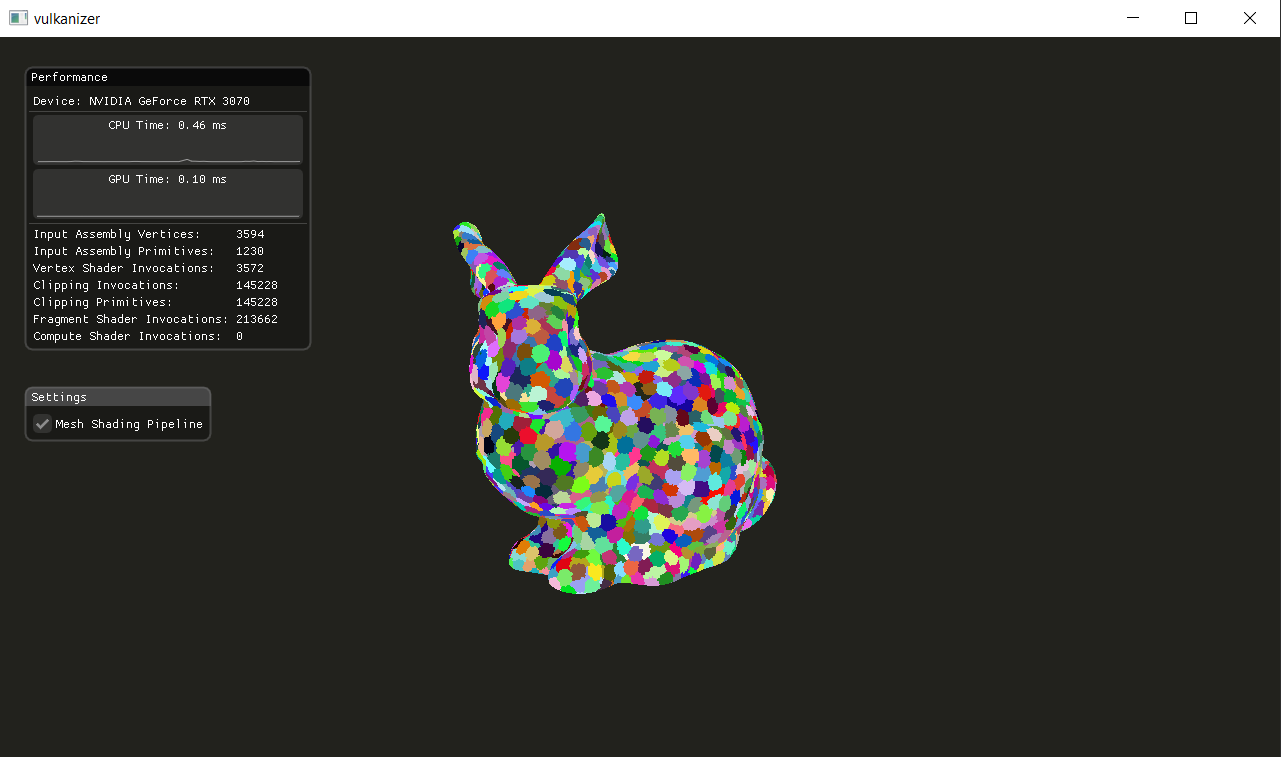 vulkanizer
Performance
Device: NVIDIA GeForce RTX 3070
CPU Time: 0.46 ms
GPU Time: 0.10 ms
Input Assembly Vertices: 3594
Input Assembly Primitives: 1230
Vertex Shader Invocations: 3572
Clipping Invocations: 145228
Clipping Primitives: 145228
Fragment Shader Invocations: 213662
Compute Shader Invocations: 0
Settings
Mesh Shading Pipeline